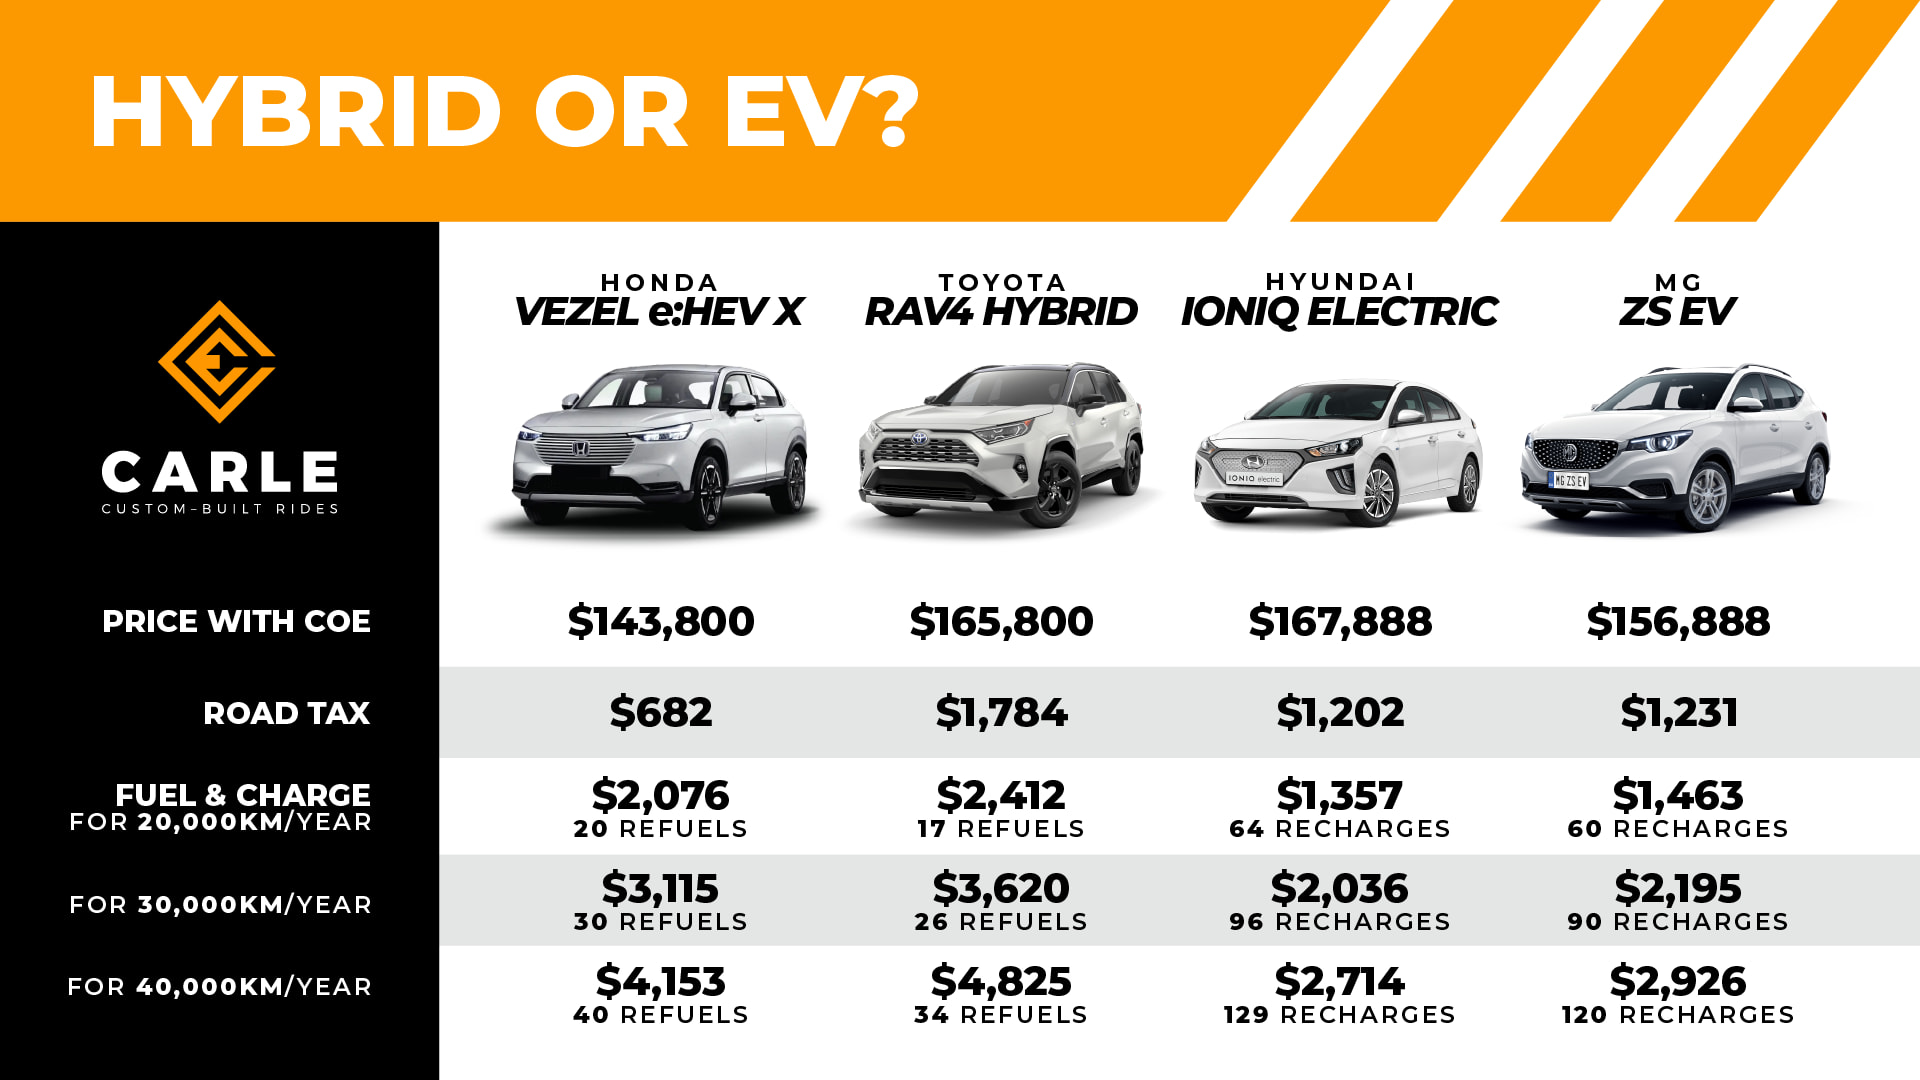 HYBRID OR EV?
CARLE
CUSTOM-BUILT RIDES
HONDA
VEZEL e:HEV X
TOYOTA
RAV4 HYBRID
HYUNDAI
IONIQ ELECTRIC
MG
ZS EV
IONIQ electric
MG ZS EV
PRICE WITH COE
$143,800
$165,800
$167,888
$156,888
ROAD TAX
$682
$1,784
$1,202
$1,231
FUEL & CHARGE
FOR 20,000KM/YEAR
$2,076
20 REFUELS
$2,412
17 REFUELS
$1,357
64 RECHARGES
$1,463
60 RECHARGES
FOR 30,000KM/YEAR
$3,115
30 REFUELS
$3,620
26 REFUELS
$2,036
96 RECHARGES
$2,195
90 RECHARGES
FOR 40,000KM/YEAR
$4,153
40 REFUELS
$4,825
34 REFUELS
$2,714
129 RECHARGES
$2,926
120 RECHARGES